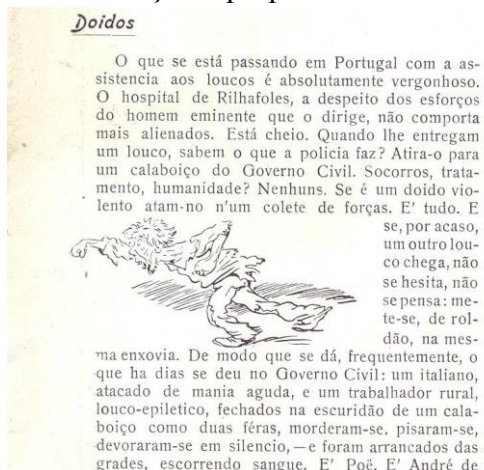 Doidos
O que se está passando em Portugal com a as-
sistencia aos loucos é absolutamente vergonhoso.
O hospital de Rilhafoles, a despeito dos esforços
do homem eminente que o dirige, não comporta
mais alienados. Está cheio. Quando lhe entregam
um louco, sabem o que a policia faz? Atira-o para
um calaboiço do Governo Civil. Socorros, trata-
mento, humanidade? Nenhuns. Se é um doido vio-
lento atam-no n'um colete de forças. E' tudo. E
se, por acaso,
um outro lou-
co chega, não
se hesita, não
se pensa: me-
te-se, de rol-
dão, na mes-
ma enxovia. De modo que se dá, frequentemente, o
que ha dias se deu no Governo Civil: um italiano,
atacado de mania aguda, e um trabalhador rural,
louco-epiletico, fechados na escuridão de um cala-
boiço como duas féras, morderam-se, pisaram-se,
devoraram-se em silencio,—e foram arrancados das
grades, escorrendo sangue. E' Poë. E' André de